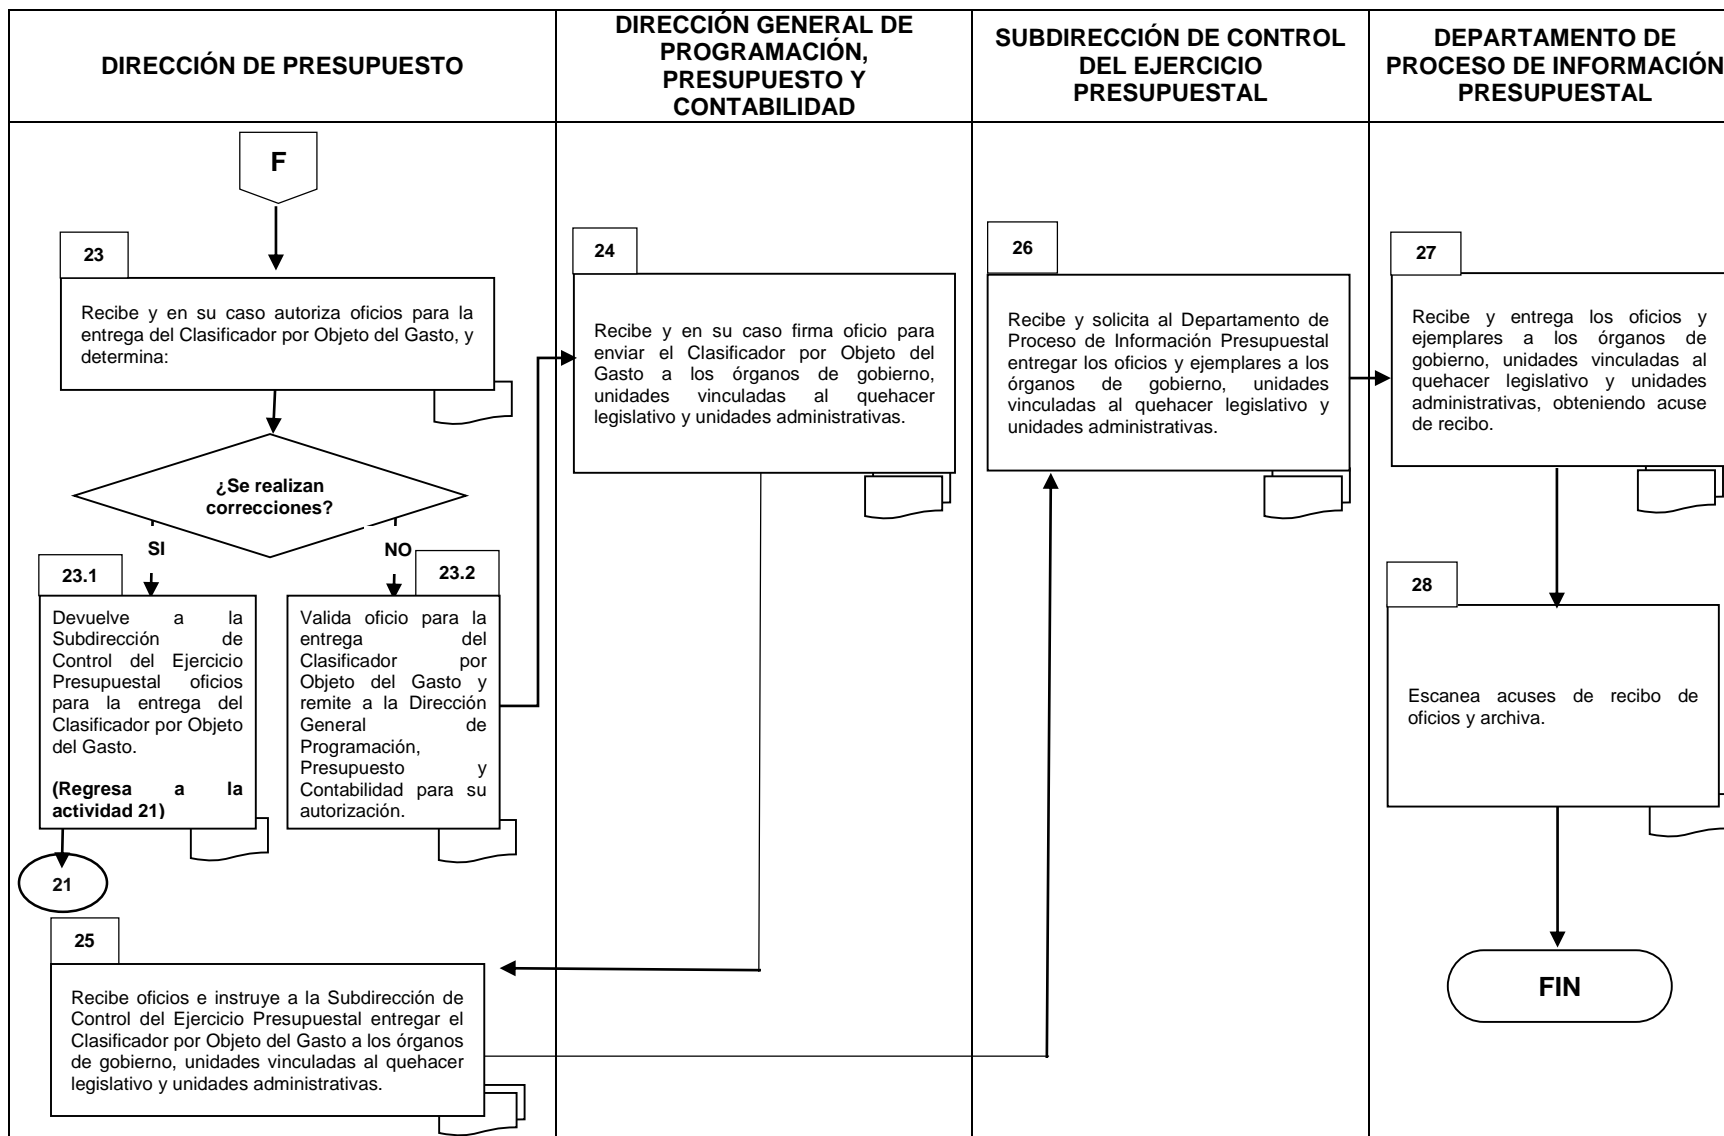 DIRECCIÓN DE PRESUPUESTO
DIRECCIÓN GENERAL DE
PROGRAMACIÓN,
PRESUPUESTO Y
CONTABILIDAD
SUBDIRECCIÓN DE CONTROL
DEL EJERCICIO
PRESUPUESTAL
DEPARTAMENTO DE
PROCESO DE INFORMACIÓN
PRESUPUESTAL
F
23
Recibe y en su caso autoriza oficios para la
entrega del Clasificador por Objeto del Gasto, y
determina:
¿Se realizan
correcciones?
SI
NO
23.1
Devuelve a la
Subdirección de
Control del Ejercicio
Presupuestal oficios
para la entrega del
Clasificador por Objeto
del Gasto.
(Regresa a la
actividad 21)
21
23.2
Valida oficio para la
entrega del
Clasificador por
Objeto del Gasto y
remite a la Dirección
General de
Programación,
Presupuesto y
Contabilidad para su
autorización.
24
Recibe y en su caso firma oficio para
enviar el Clasificador por Objeto del
Gasto a los órganos de gobierno,
unidades vinculadas al quehacer
legislativo y unidades administrativas.
25
Recibe oficios e instruye a la Subdirección de
Control del Ejercicio Presupuestal entregar el
Clasificador por Objeto del Gasto a los órganos
de gobierno, unidades vinculadas al quehacer
legislativo y unidades administrativas.
26
Recibe y solicita al Departamento de
Proceso de Información Presupuestal
entregar los oficios y ejemplares a los
órganos de gobierno, unidades
vinculadas al quehacer legislativo y
unidades administrativas.
27
Recibe y entrega los oficios y
ejemplares a los órganos de
gobierno, unidades vinculadas al
quehacer legislativo y unidades
administrativas, obteniendo acuse
de recibo.
28
Escanea acuses de recibo de
oficios y archiva.
FIN